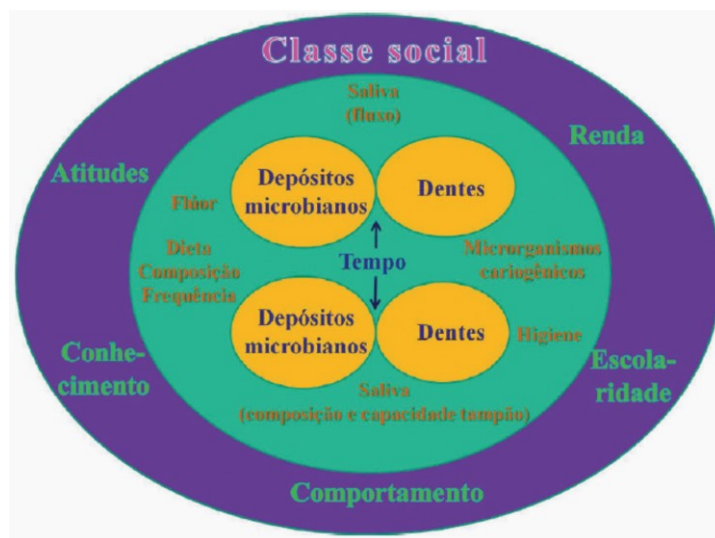 Classe social
Saliva
(fluxo)
Renda
Atitudes
Depósitos
microbianos
Dentes
Flúor
Dieta
Composição
Frequência
Tempo
Microrganismos
cariogênicos
Depósitos
microbianos
Dentes
Higiene
Conhe-
cimento
Escola-
ridade
Saliva
(composição e capacidade tampão)
Comportamento